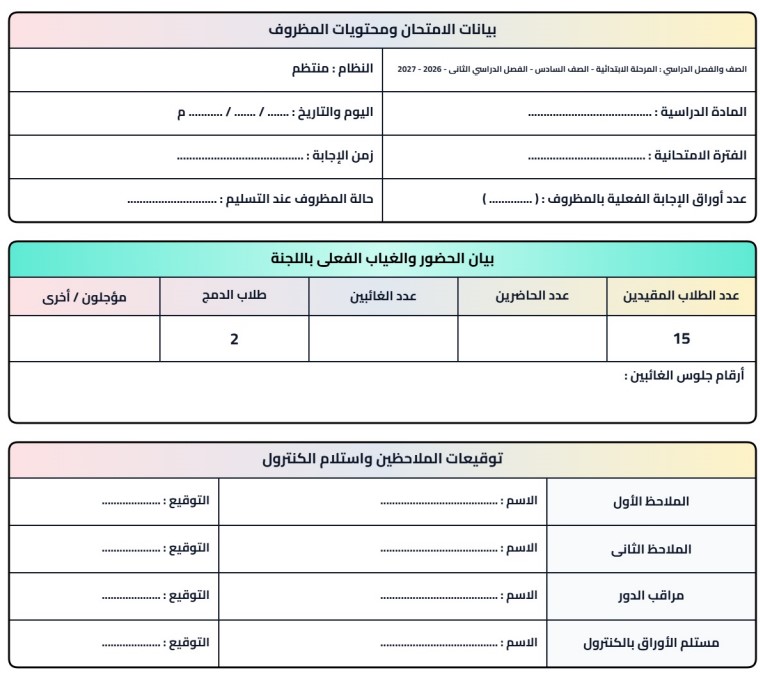 بيانات الامتحان ومحتويات المظروف
الصف والفصل الدراسي : المرحلة الابتدائية - الصف السادس - الفصل الدراسي الثانى - 2026 - 2027
النظام : منتظم
المادة الدراسية : ........................................
اليوم والتاريخ : ....... / ....... / ........... م
الفترة الامتحانية : ......................................
زمن الإجابة : .........................................
عدد أوراق الإجابة الفعلية بالمظروف : ( .............. )
حالة المظروف عند التسليم : .............................
بيان الحضور والغياب الفعلى باللجنة
عدد الطلاب المقيدين
عدد الحاضرين
عدد الغائبين
طلاب الدمج
مؤجلون / أخرى
15
2
أرقام جلوس الغائبين :
توقيعات الملاحظين واستلام الكنترول
الملاحظ الأول
الاسم : ......................................
التوقيع : ...................
الملاحظ الثانى
الاسم : ......................................
التوقيع : ...................
مراقب الدور
الاسم : ......................................
التوقيع : ...................
مستلم الأوراق بالكنترول
الاسم : ......................................
التوقيع : ...................